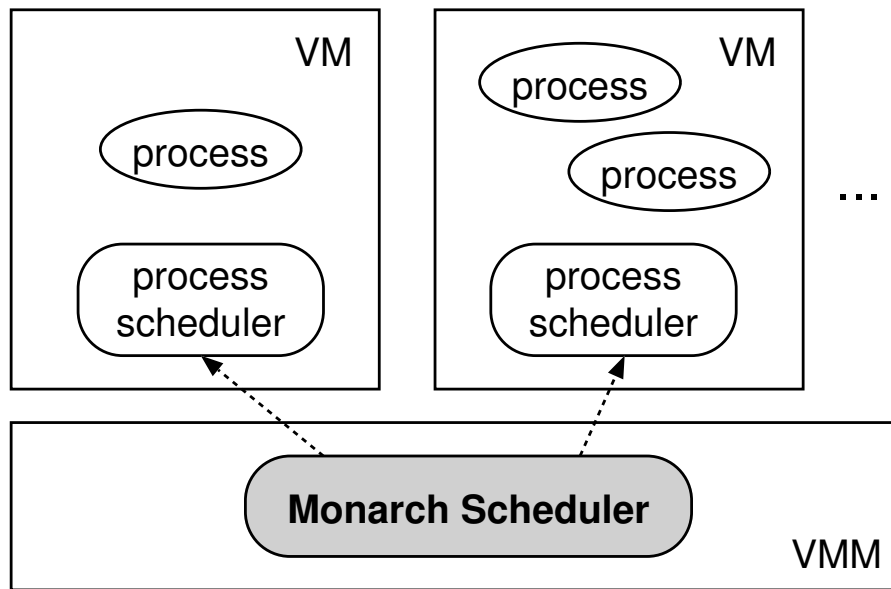 VM
process
process
scheduler
VM
process
process
process
scheduler
...
Monarch Scheduler
VMM